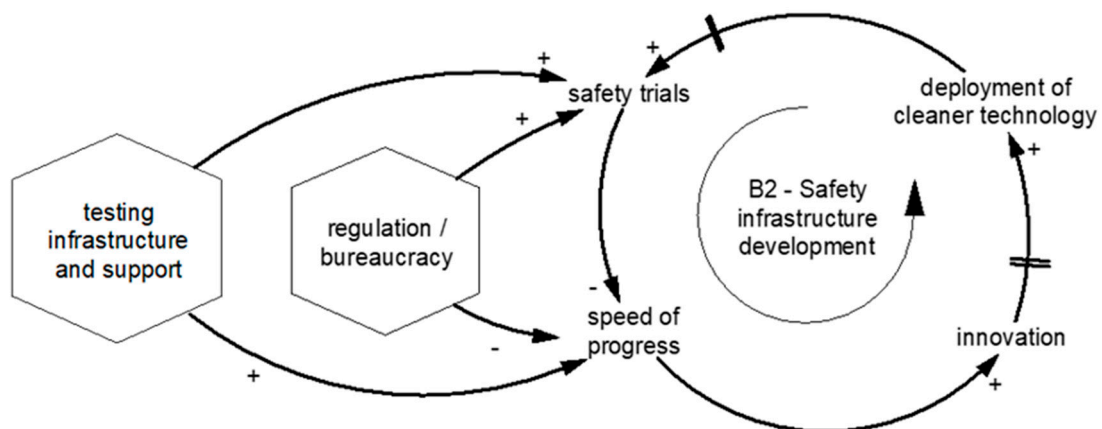 testing
infrastructure
and support
regulation /
bureaucracy
+
+
+
safety trials
deployment of
cleaner technology
+
B2 - Safety
infrastructure
development
-
speed of
progress
-
+
innovation
+